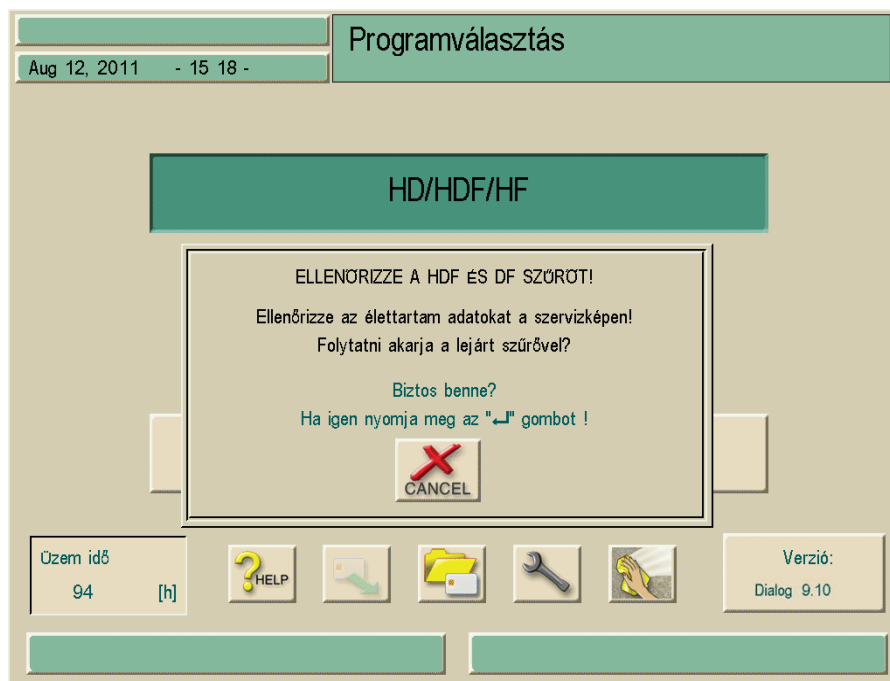 Programválasztás
Aug 12, 2011 - 15 18 -
HD/HDF/HF
ELLENŐRIZZE A HDF ÉS DF SZŰRŐT!
Ellenőrizze az élettartam adatokat a szervizképen!
Folytatni akarja a lejárt szűrővel?
Biztos benne?
Ha igen nyomja meg az "↵" gombot !
CANCEL
Üzem idő
94 [h]
HELP
Verzió:
Dialog 9.10